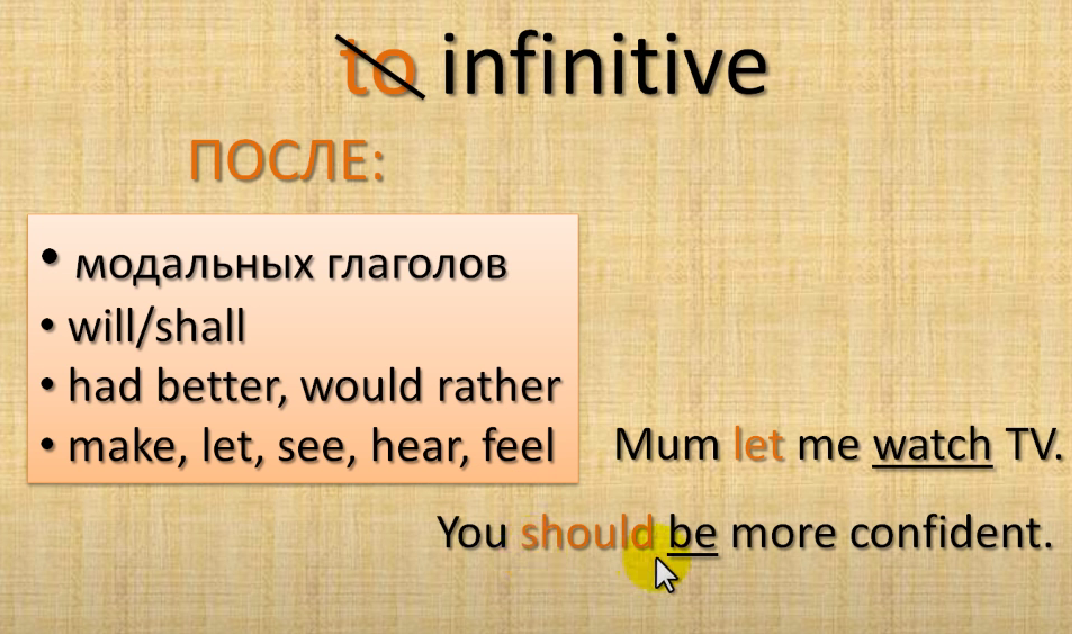 to infinitive
ПОСЛЕ:
• модальных глаголов
• will/shall
• had better, would rather
• make, let, see, hear, feel
Mum let me watch TV.
You should be more confident.